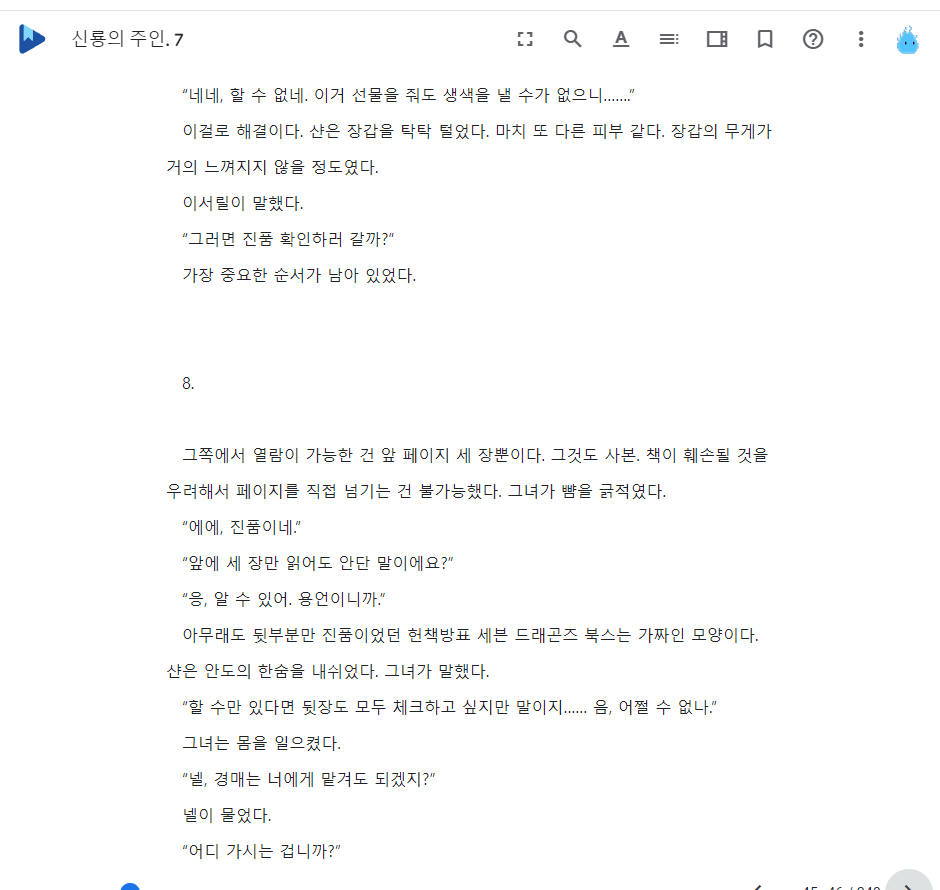 신룡의 주인. 7
“네네, 할 수 없네. 이거 선물을 줘도 생색을 낼 수가 없으니…….”
이걸로 해결이다. 샨은 장갑을 탁탁 털었다. 마치 또 다른 피부 같다. 장갑의 무게가
거의 느껴지지 않을 정도였다.
이서릴이 말했다.
“그러면 진품 확인하러 갈까?”
가장 중요한 순서가 남아 있었다.
8.
그쪽에서 열람이 가능한 건 앞 페이지 세 장뿐이다. 그것도 사본. 책이 훼손될 것을
우려해서 페이지를 직접 넘기는 건 불가능했다. 그녀가 뺨을 긁적였다.
“에에, 진품이네.”
“앞에 세 장만 읽어도 안단 말이에요?”
“응, 알 수 있어. 용언이니까.”
아무래도 뒷부분만 진품이었던 헌책방표 세븐 드래곤즈 북스는 가짜인 모양이다.
샨은 안도의 한숨을 내쉬었다. 그녀가 말했다.
“할 수만 있다면 뒷장도 모두 체크하고 싶지만 말이지…… 음, 어쩔 수 없나.”
그녀는 몸을 일으켰다.
“넬, 경매는 너에게 맡겨도 되겠지?”
넬이 물었다.
“어디 가시는 겁니까?”